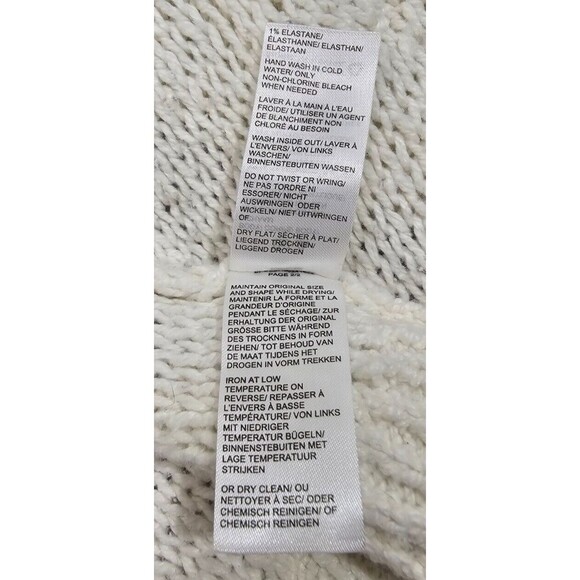 1% ELASTANE/
ÉLASTHANNE/ ELASTHAN/
ELASTAAN
HAND WASH IN COLD
WATER/ ONLY
NON-CHLORINE BLEACH
WHEN NEEDED
LAVER À LA MAIN À L'EAU
FROIDE/ UTILISER UN AGENT
DE BLANCHIMENT NON
CHLORÉ AU BESOIN
WASH INSIDE OUT/ LAVER À
L'ENVERS/ VON LINKS
WASCHEN/
BINNENSTEBUITEN WASSEN
DO NOT TWIST OR WRING/
NE PAS TORDRE NI
ESSORER/ NICHT
AUSWRINGEN ODER
WICKELN/ NIET UITWRINGEN
OF
DRY FLAT/ SÉCHER À PLAT/
LIEGEND TROCKNEN/
LIGGEND DROGEN
MAINTAIN ORIGINAL SIZE
AND SHAPE WHILE DRYING/
MAINTENIR LA FORME ET LA
GRANDEUR D'ORIGINE
PENDANT LE SÉCHAGE/ ZUR
ERHALTUNG DER ORIGINAL
GRÖSSE BITTE WÄHREND
DES TROCKNENS IN FORM
ZIEHEN/ TOT BEHOUD VAN
DE MAAT TIJDENS HET
DROGEN IN VORM TREKKEN
IRON AT LOW
TEMPERATURE ON
REVERSE/ REPASSER À
L'ENVERS À BASSE
TEMPÉRATURE/ VON LINKS
MIT NIEDRIGER
TEMPERATUR BÜGELN/
BINNENSTEBUITEN MET
LAGE TEMPERATUUR
STRIJKEN
OR DRY CLEAN/ OU
NETTOYER À SEC/ ODER
CHEMISCH REINIGEN/ OF
CHEMISCH REINIGEN